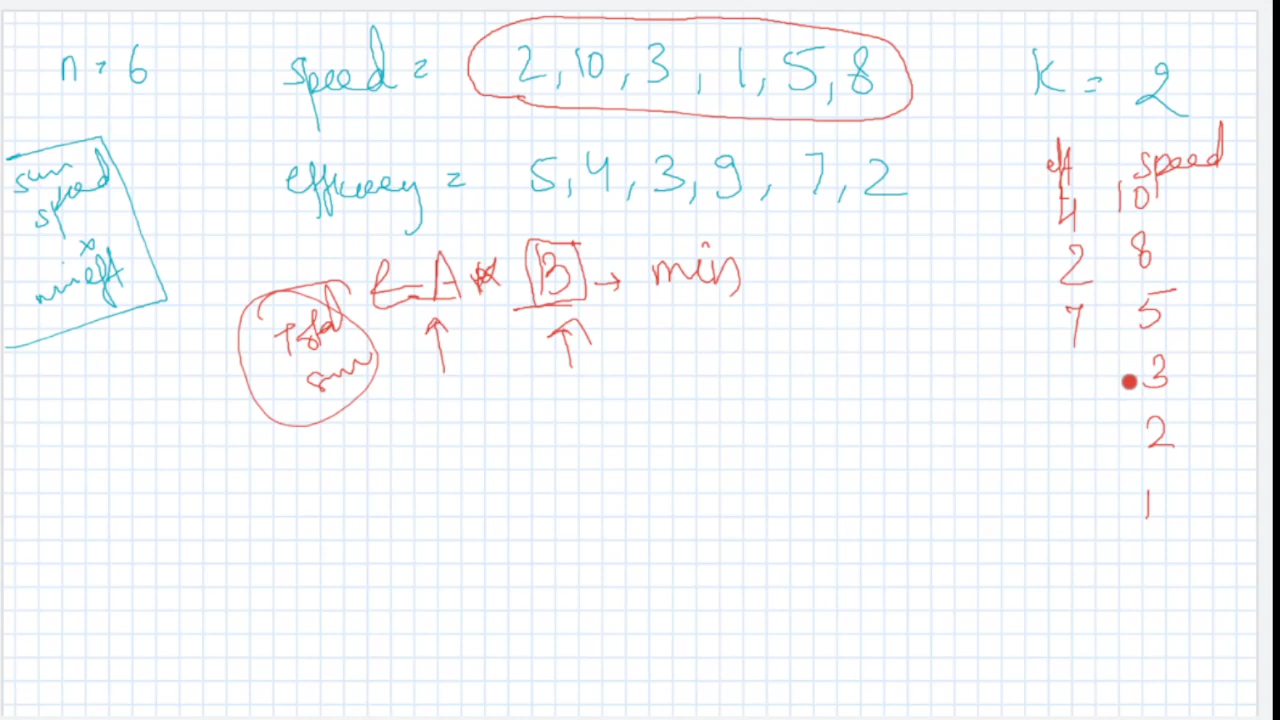 n = 6 speed = 2, 10, 3, 1, 5, 8 K = 2
efficiency = 5, 4, 3, 9, 7, 2
sum
speed
×
min eff
Total
sum
A * B → min
eff speed
4 10
2 8
7 5
3
2
1